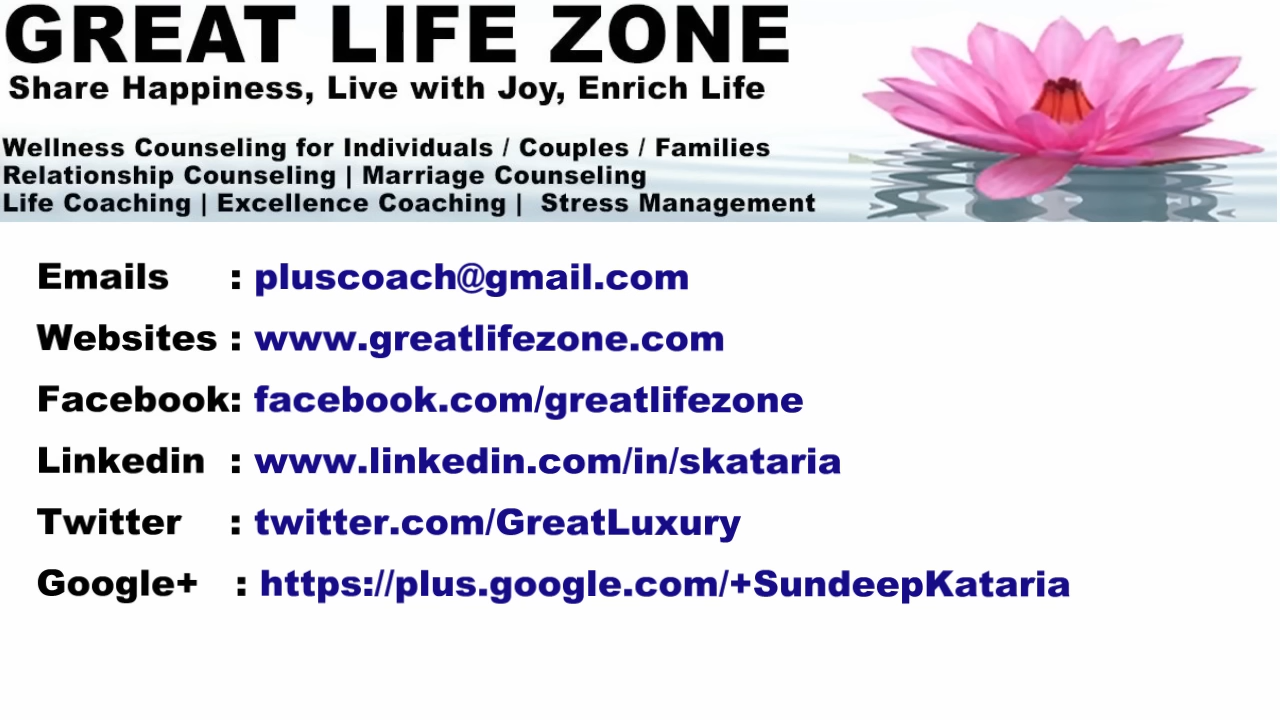 GREAT LIFE ZONE
Share Happiness, Live with Joy, Enrich Life
Wellness Counseling for Individuals / Couples / Families
Relationship Counseling | Marriage Counseling
Life Coaching | Excellence Coaching | Stress Management
Emails : pluscoach@gmail.com
Websites : www.greatlifezone.com
Facebook: facebook.com/greatlifezone
Linkedin : www.linkedin.com/in/skataria
Twitter : twitter.com/GreatLuxury
Google+ : https://plus.google.com/+SundeepKataria